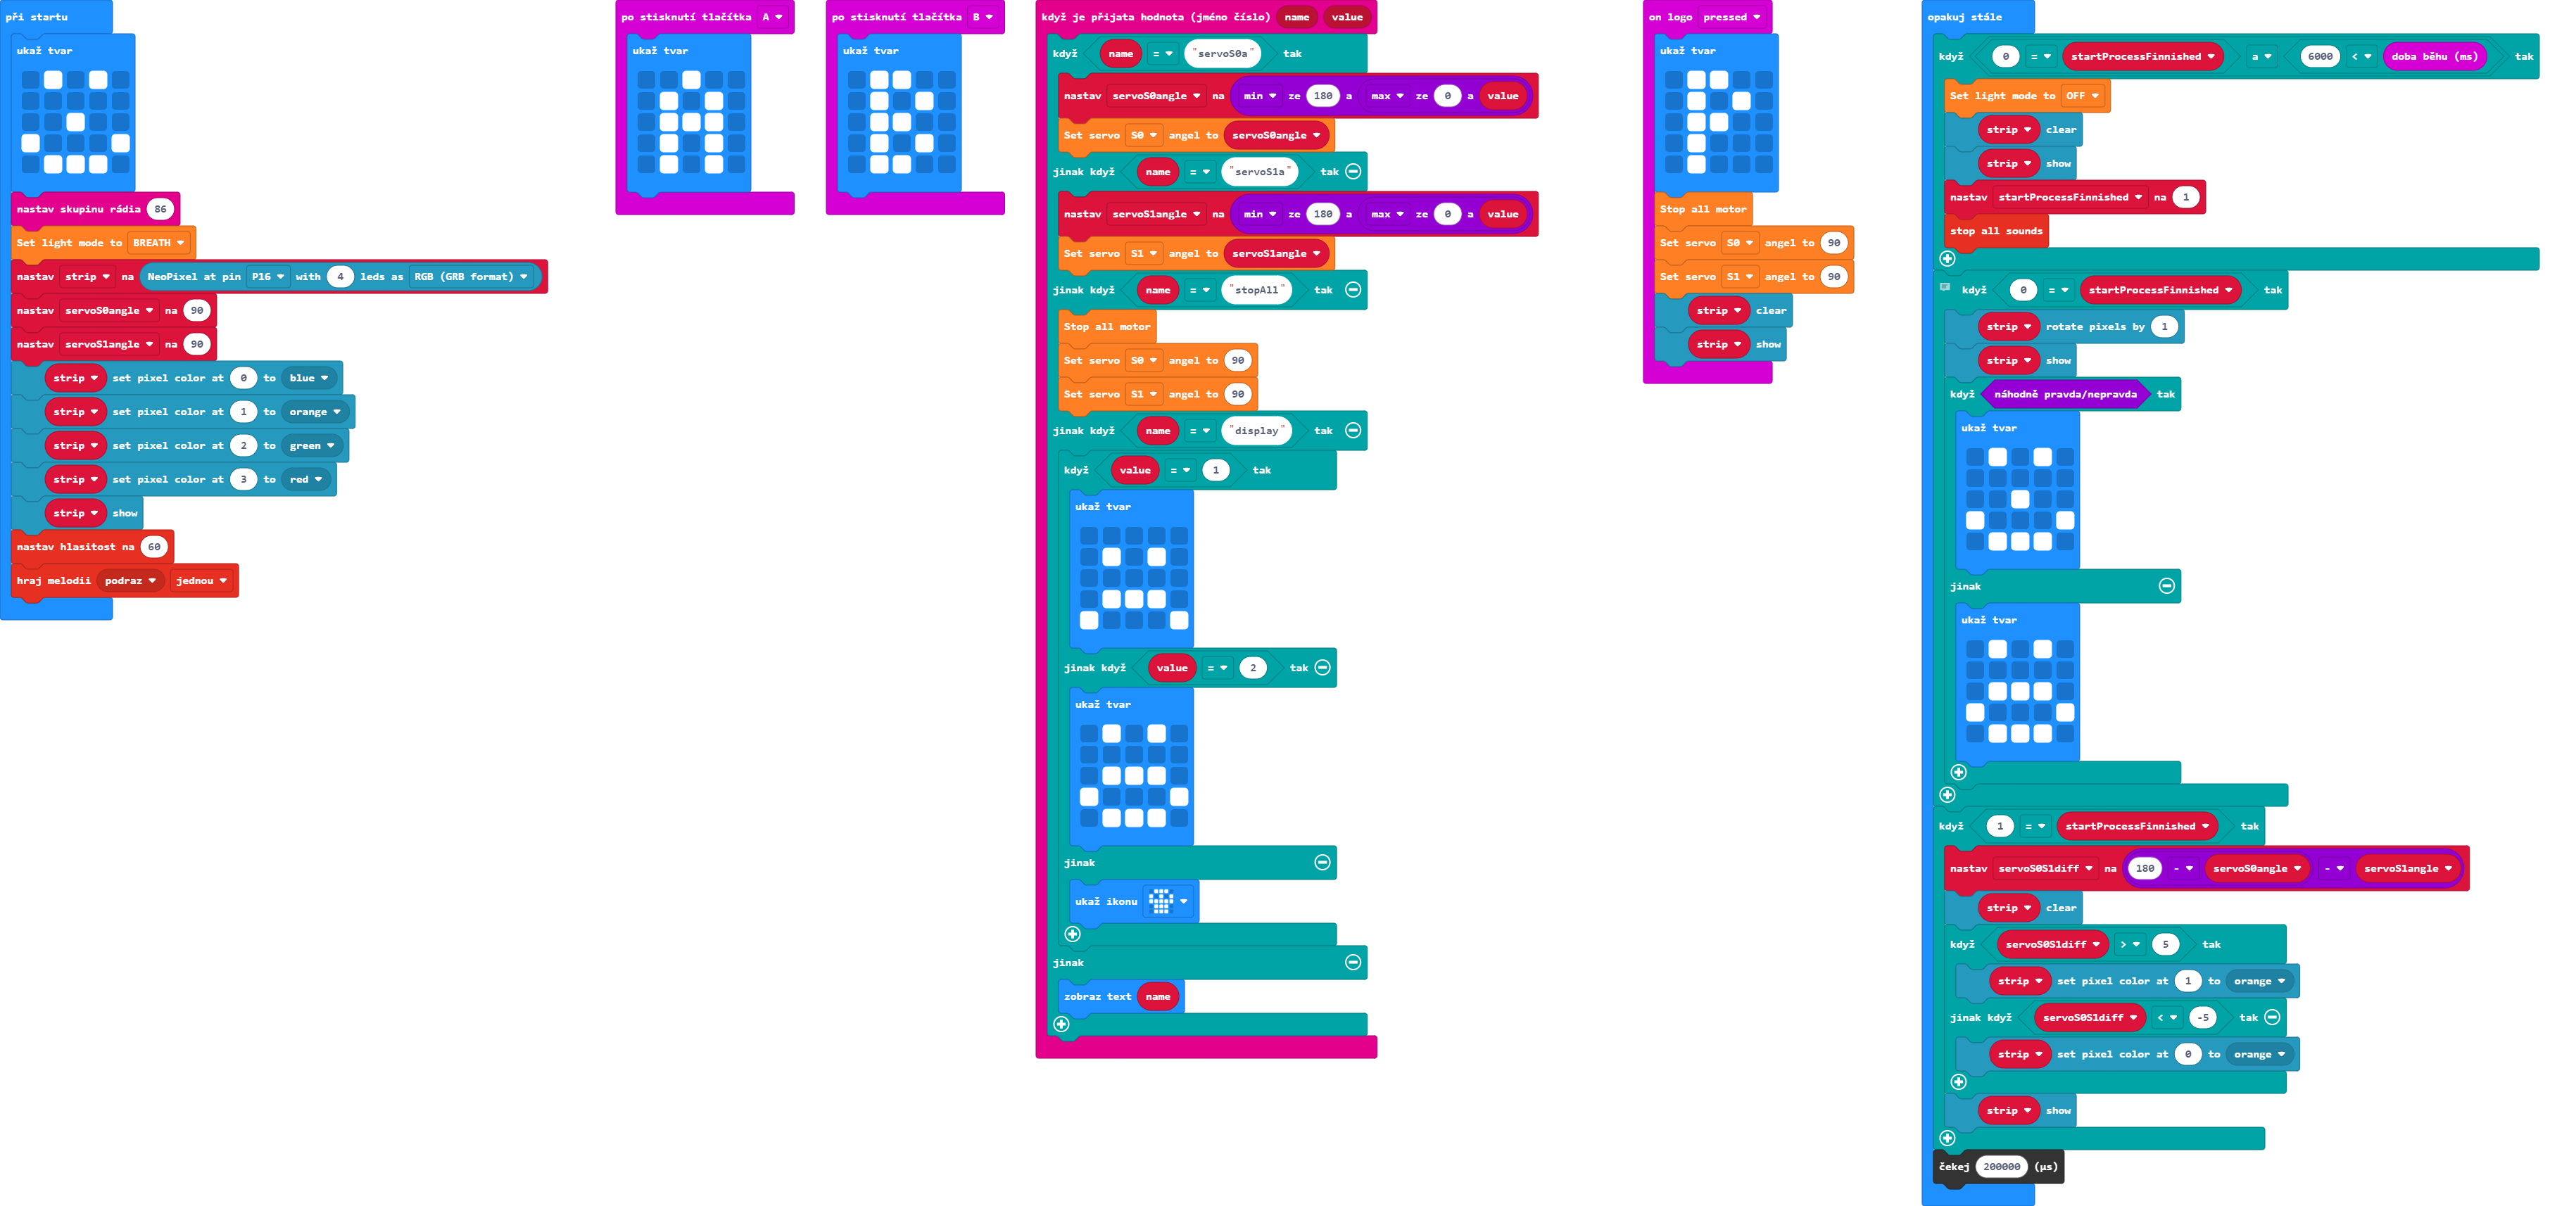 při startu
ukaž tvar
nastav skupinu rádia 86
Set light mode to BREATH
nastav strip na NeoPixel at pin P16 with 4 leds as RGB (GRB format)
nastav servoS0angle na 90
nastav servoS1angle na 90
strip set pixel color at 0 to blue
strip set pixel color at 1 to orange
strip set pixel color at 2 to green
strip set pixel color at 3 to red
strip show
nastav hlasitost na 60
hraj melodii podraz jednou
po stisknutí tlačítka A
ukaž tvar
po stisknutí tlačítka B
ukaž tvar
když je přijata hodnota (jméno číslo) name value
když name = "servoS0a" tak
nastav servoS0angle na min ze 180 a max ze 0 a value
Set servo S0 angel to servoS0angle
jinak když name = "servoS1a" tak
nastav servoS1angle na min ze 180 a max ze 0 a value
Set servo S1 angel to servoS1angle
jinak když name = "stopAll" tak
Stop all motor
Set servo S0 angel to 90
Set servo S1 angel to 90
jinak když name = "display" tak
když value = 1 tak
ukaž tvar
jinak když value = 2 tak
ukaž tvar
jinak
ukaž ikonu
jinak
zobraz text name
on logo pressed
ukaž tvar
Stop all motor
Set servo S0 angel to 90
Set servo S1 angel to 90
strip clear
strip show
opakuj stále
když 0 = startProcessFinnished a 6000 < doba běhu (ms) tak
Set light mode to OFF
strip clear
strip show
nastav startProcessFinnished na 1
stop all sounds
když 0 = startProcessFinnished tak
strip rotate pixels by 1
strip show
když náhodně pravda/nepravda tak
ukaž tvar
jinak
ukaž tvar
když 1 = startProcessFinnished tak
nastav servoS0S1diff na 180 - servoS0angle - servoS1angle
strip clear
když servoS0S1diff > 5 tak
strip set pixel color at 1 to orange
jinak když servoS0S1diff < -5 tak
strip set pixel color at 0 to orange
strip show
čekej 200000 (µs)